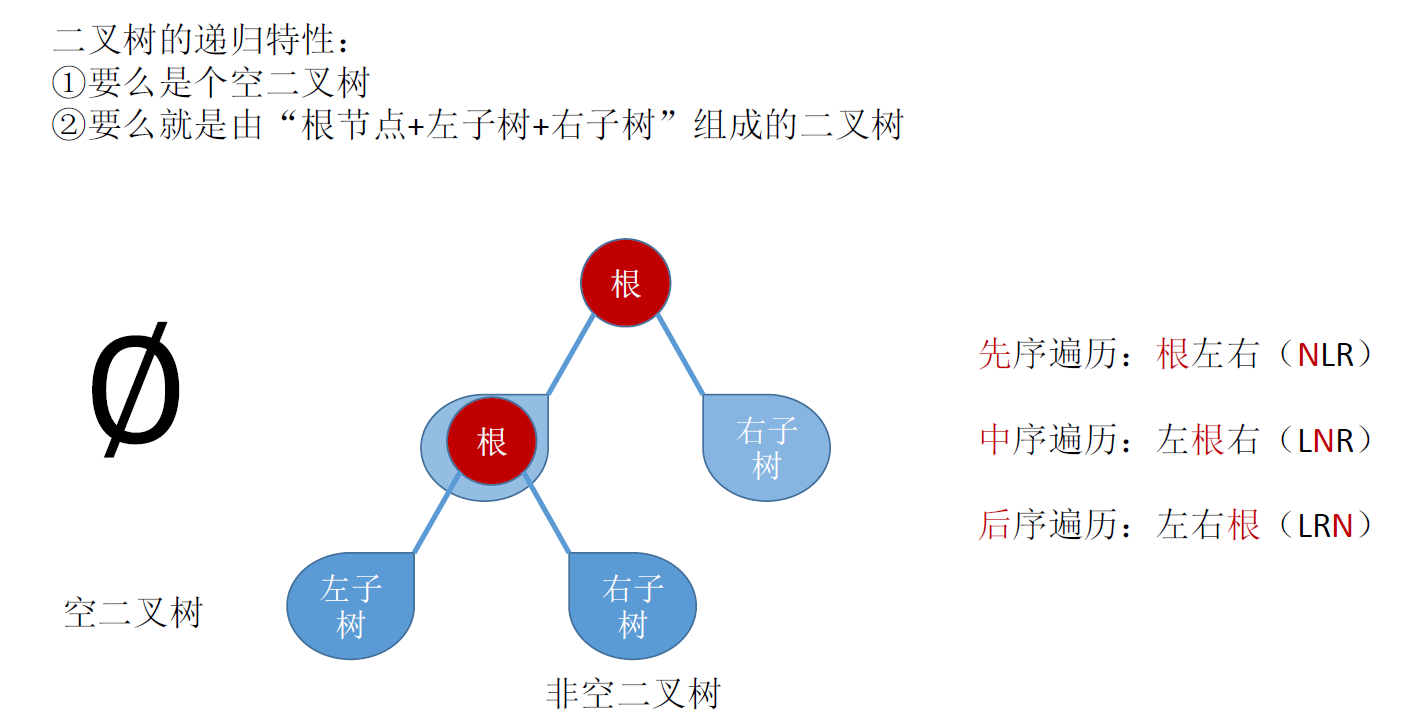 二叉树的递归特性：
①要么是个空二叉树
②要么就是由“根节点+左子树+右子树”组成的二叉树
根
∅
根
右子
树
先序遍历：根左右（NLR）
中序遍历：左根右（LNR）
后序遍历：左右根（LRN）
左子
树
右子
树
空二叉树
非空二叉树